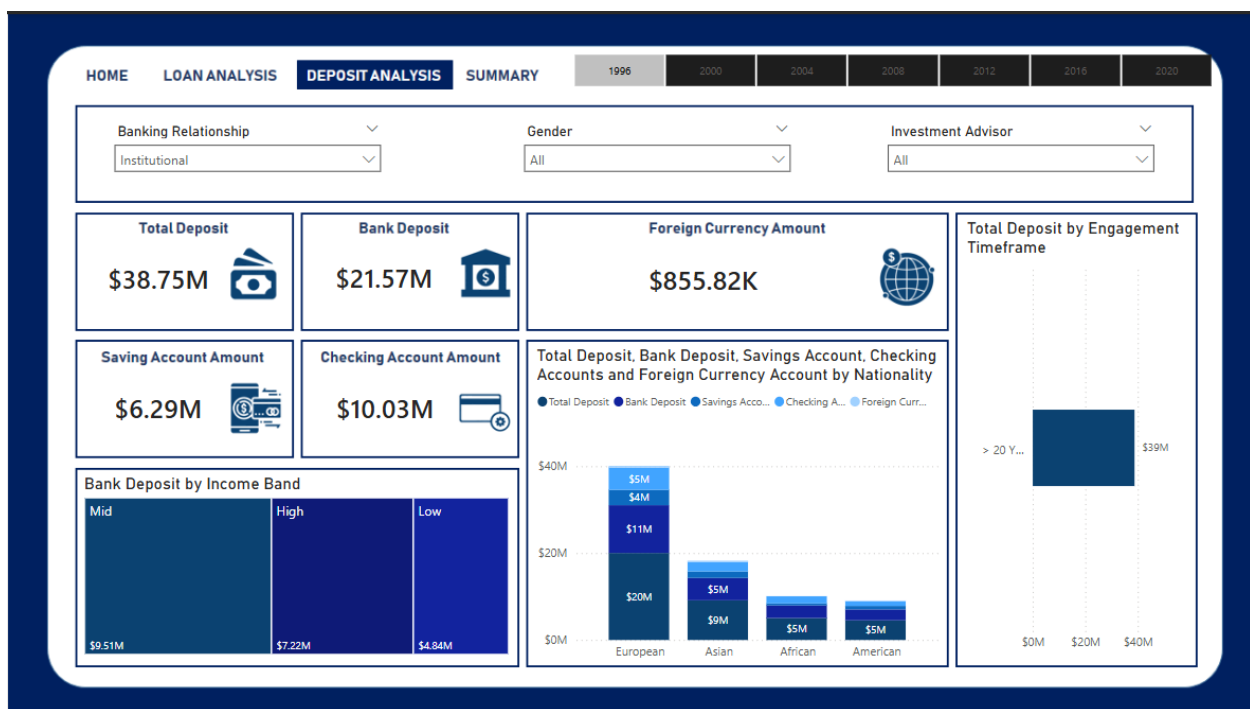 HOME
LOAN ANALYSIS
DEPOSIT ANALYSIS
SUMMARY
1996
2000
2004
2008
2012
2016
2020
Banking Relationship
Institutional
Gender
All
Investment Advisor
All
Total Deposit
$38.75M
Bank Deposit
$21.57M
Foreign Currency Amount
$855.82K
$
Total Deposit by Engagement
Timeframe
> 20 Y...
$39M
$0M
$20M
$40M
Saving Account Amount
$6.29M
Checking Account Amount
$10.03M
Total Deposit, Bank Deposit, Savings Account, Checking
Accounts and Foreign Currency Account by Nationality
Total Deposit
Bank Deposit
Savings Acco...
Checking A...
Foreign Curr...
$40M
$20M
$0M
$5M
$4M
$11M
$20M
$5M
$9M
$5M
$5M
European
Asian
African
American
Bank Deposit by Income Band
Mid
$9.51M
High
$7.22M
Low
$4.84M